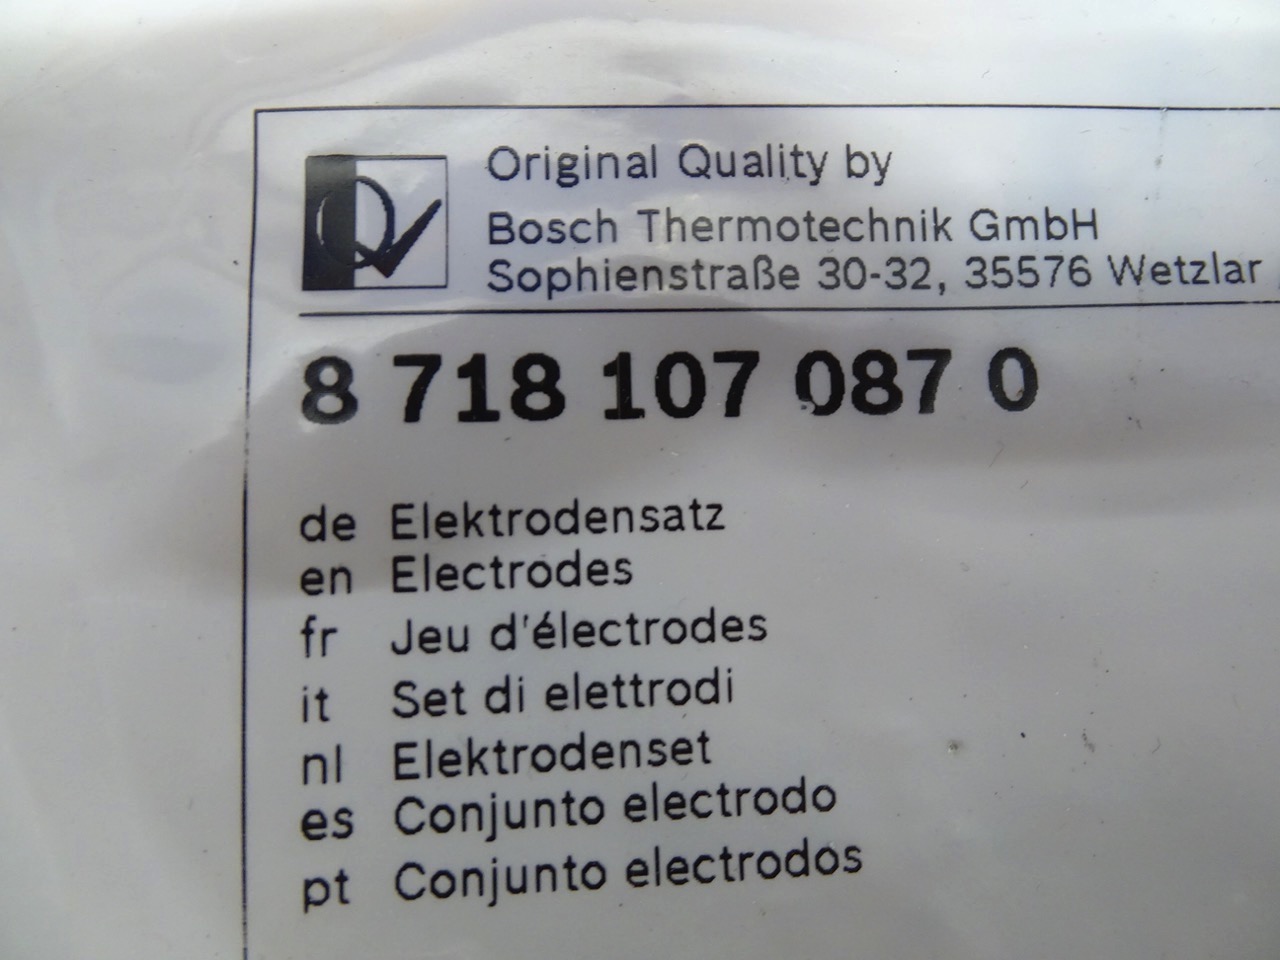 Original Quality by
Bosch Thermotechnik GmbH
Sophienstraße 30-32, 35576 Wetzlar
8 718 107 087 0
de Elektrodensatz
en Electrodes
fr Jeu d'électrodes
it Set di elettrodi
nl Elektrodenset
es Conjunto electrodo
pt Conjunto electrodos